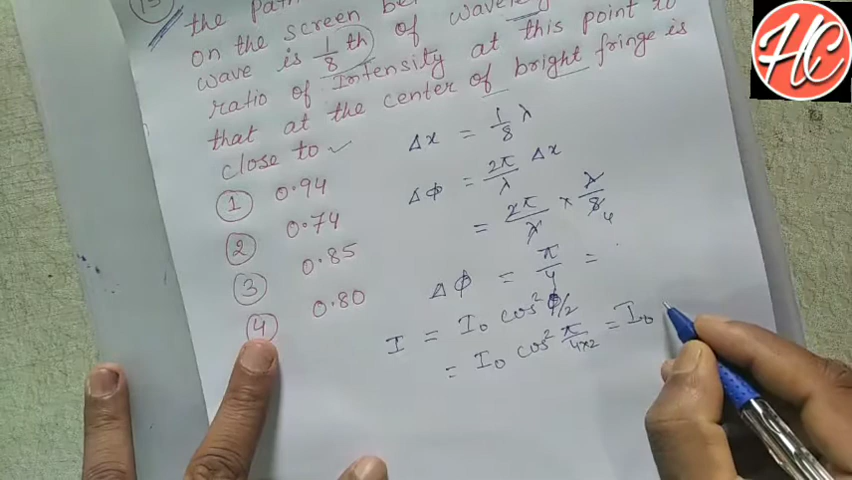 the
on the screen
wave is 1/8 th of
ratio of Intensity at this point to
that at the center of bright fringe is
close to
1 0.94
2 0.74
3 0.85
4 0.80
Δx = 1/8 λ
Δϕ = 2π/λ Δx
= 2π/λ x λ/8 4
Δϕ = π/4 =
I = I0 cos² ϕ/2
= I0 cos² π/4x2 = I0
HC